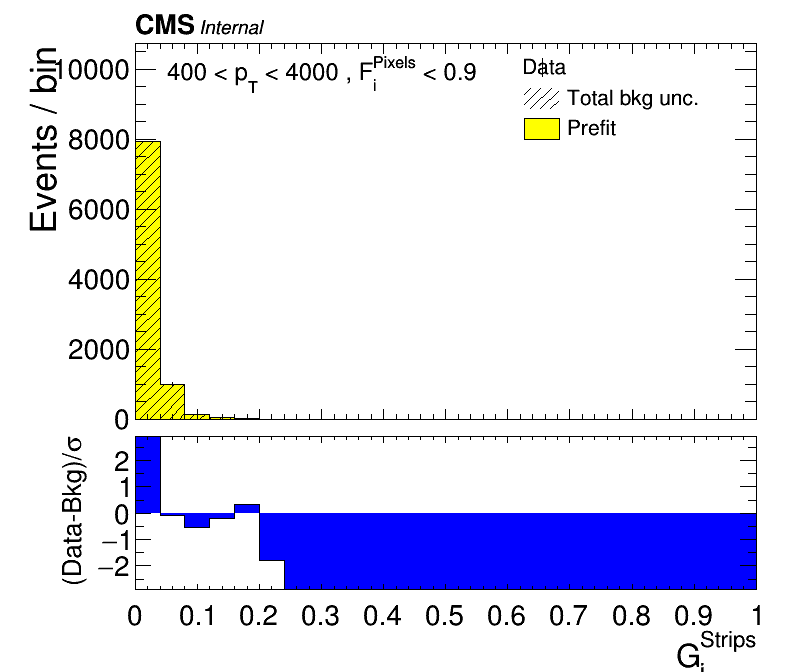 CMS Internal
Events / bin
400 < p_T < 4000 , F_i^Pixels < 0.9
Data
Total bkg unc.
Prefit
10000
8000
6000
4000
2000
0
(Data-Bkg)/σ
2
1
0
−1
−2
0 0.1 0.2 0.3 0.4 0.5 0.6 0.7 0.8 0.9 1
G_i^Strips